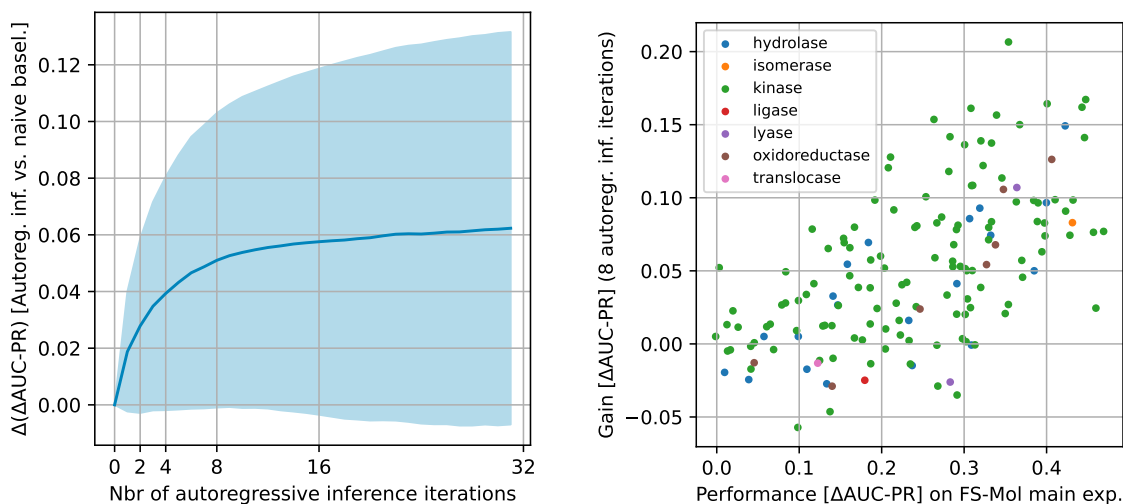 Δ(ΔAUC-PR) [Autoreg. inf. vs. naive basel.]
0.12
0.10
0.08
0.06
0.04
0.02
0.00
0 2 4 8 16 32
Nbr of autoregressive inference iterations
Gain [ΔAUC-PR] (8 autoregr. inf. iterations)
0.20
0.15
0.10
0.05
0.00
−0.05
hydrolase
isomerase
kinase
ligase
lyase
oxidoreductase
translocase
0.0 0.1 0.2 0.3 0.4
Performance [ΔAUC-PR] on FS-Mol main exp.